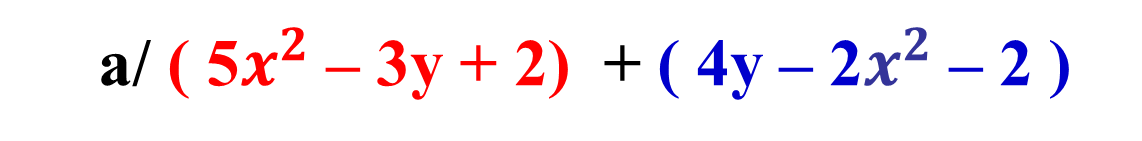 a/ ( 5x² – 3y + 2) + ( 4y – 2x² – 2 )